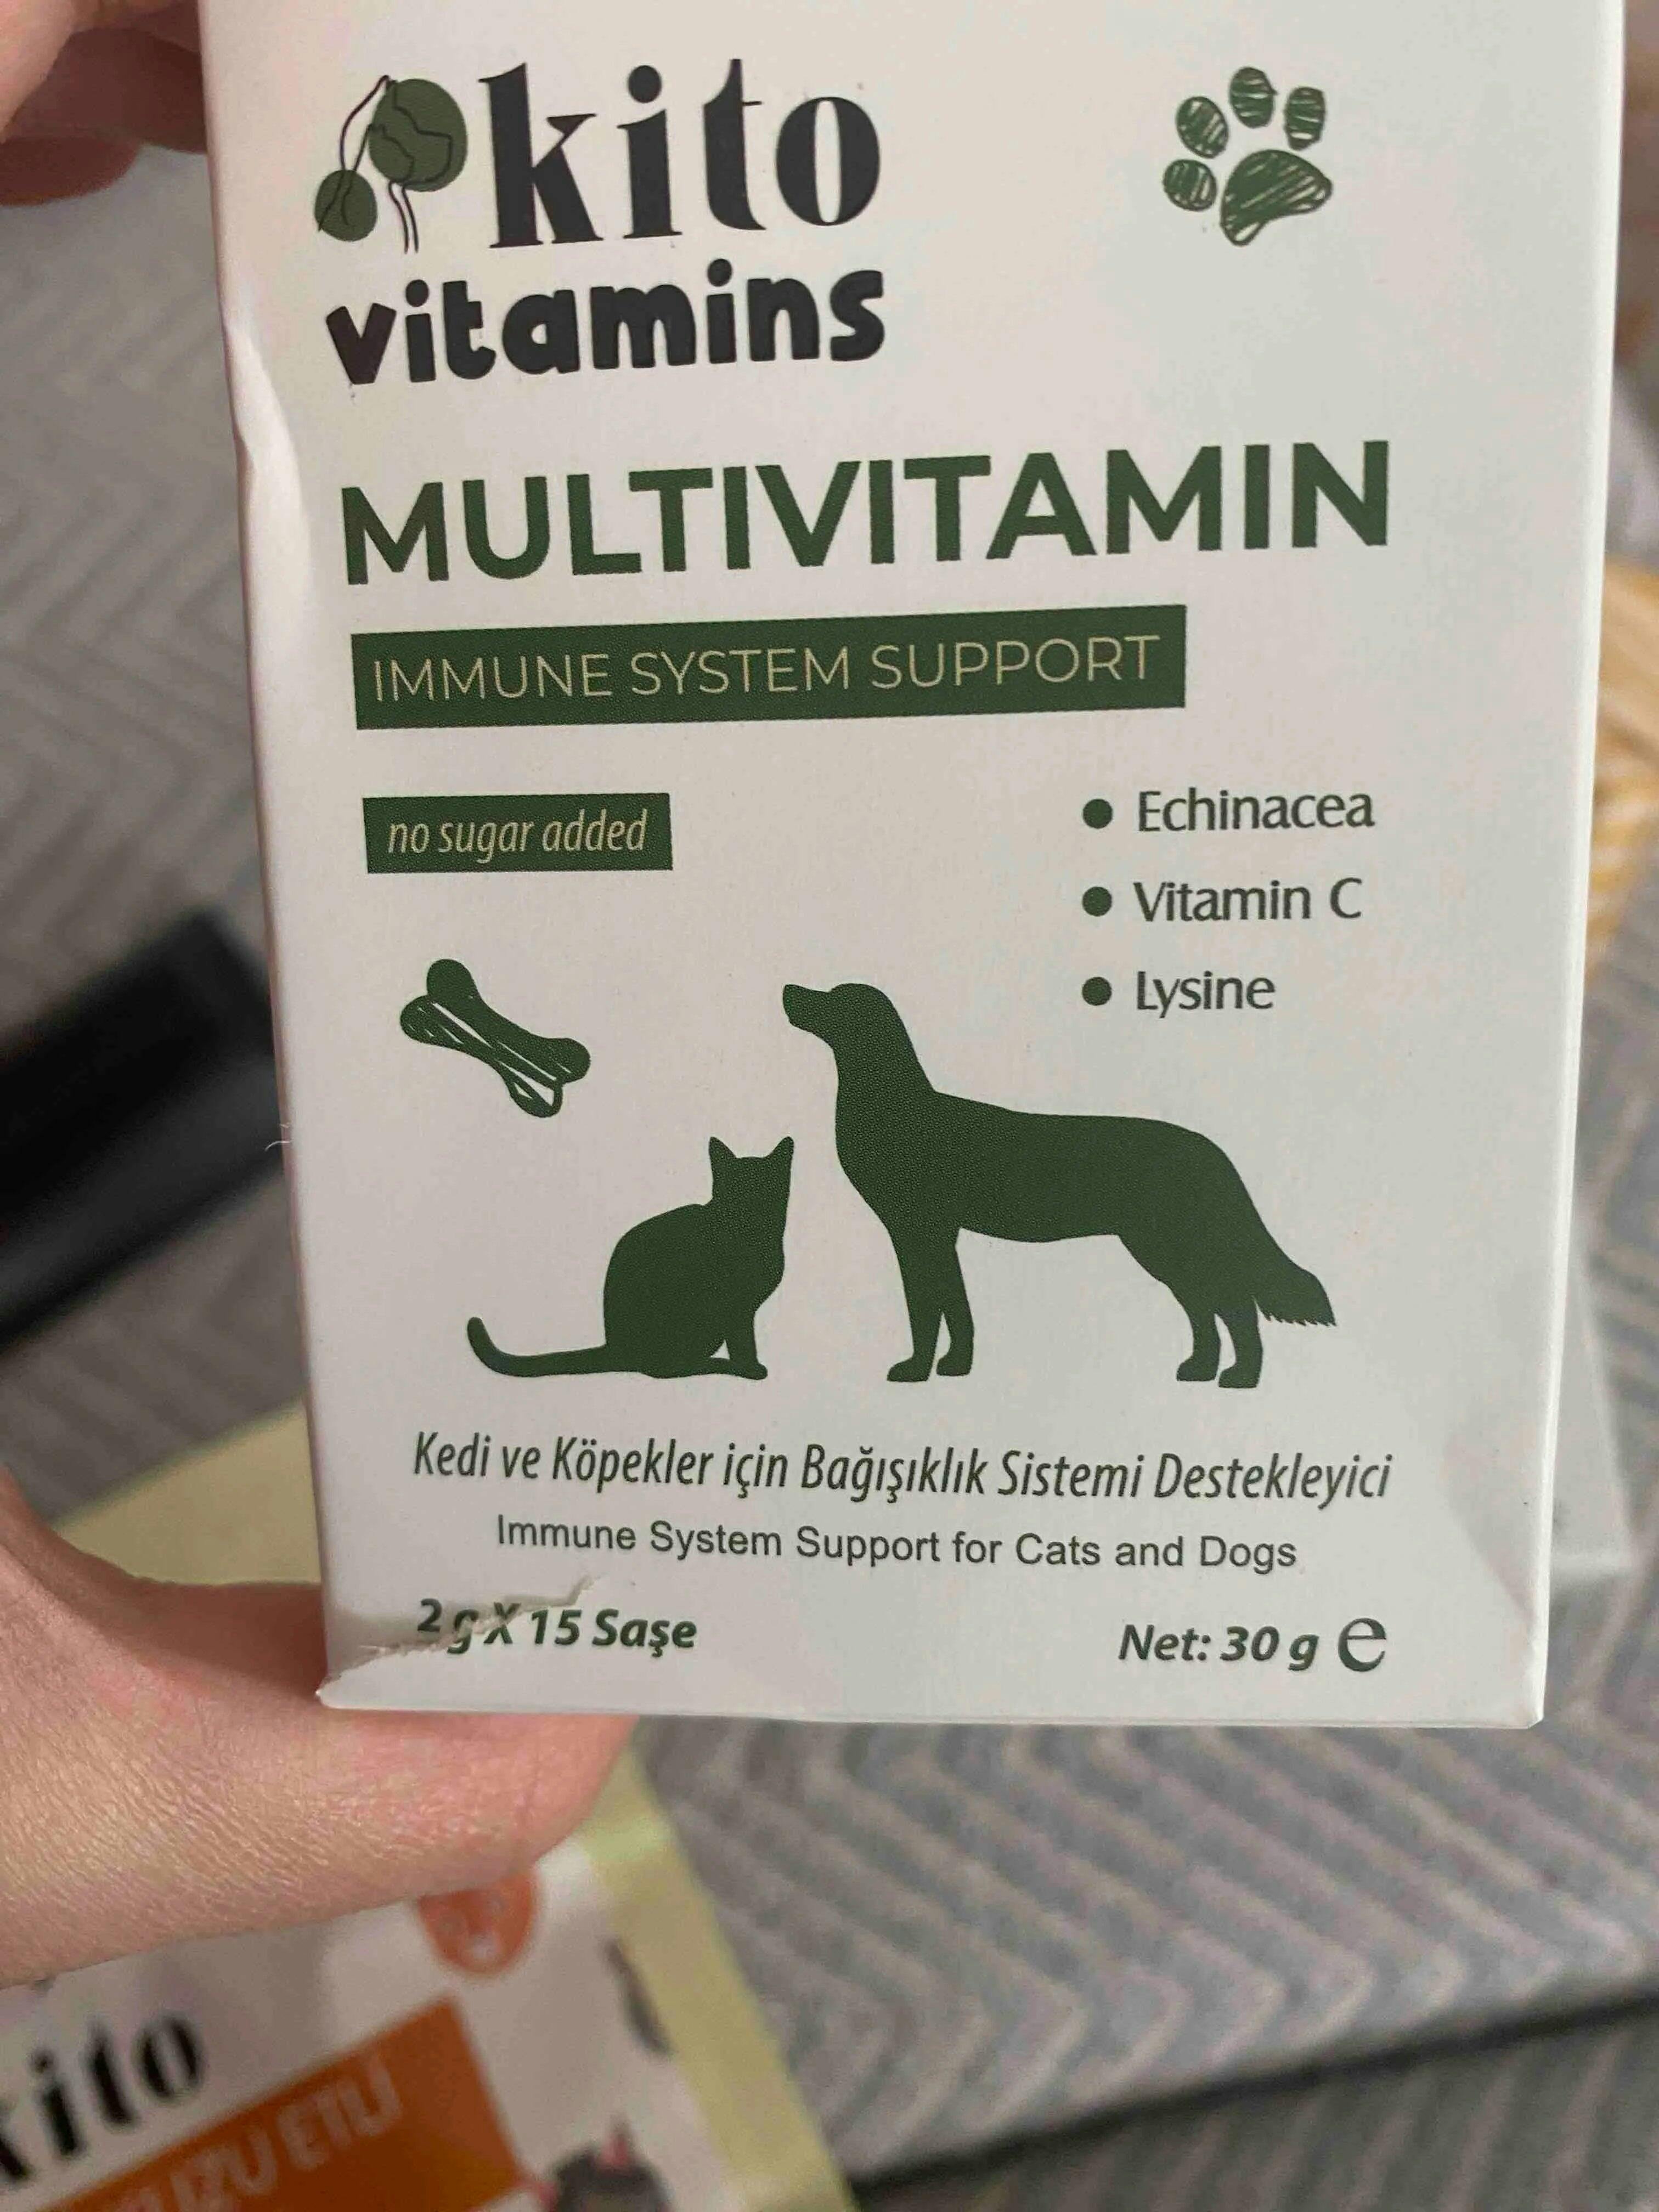 kito
vitamins
MULTIVITAMIN
IMMUNE SYSTEM SUPPORT
no sugar added
• Echinacea
• Vitamin C
• Lysine
Kedi ve Köpekler için Bağışıklık Sistemi Destekleyici
Immune System Support for Cats and Dogs
2 g X 15 Saşe
Net: 30 g ℮
kito
ETLİ